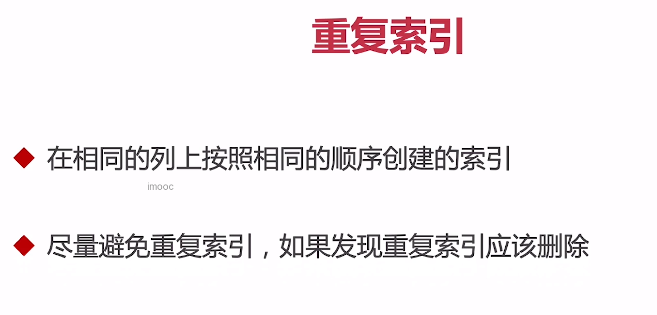 重复索引
在相同的列上按照相同的顺序创建的索引
imooc
尽量避免重复索引，如果发现重复索引应该删除